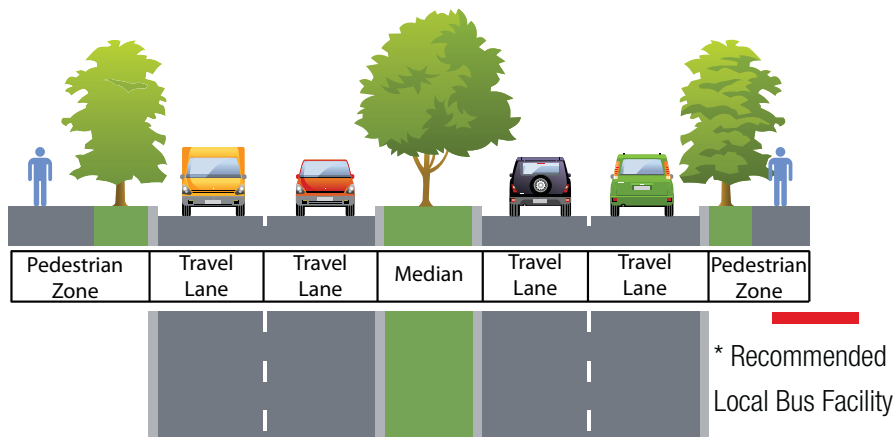 Pedestrian
Zone
Travel
Lane
Travel
Lane
Median
Travel
Lane
Travel
Lane
Pedestrian
Zone
* Recommended
Local Bus Facility